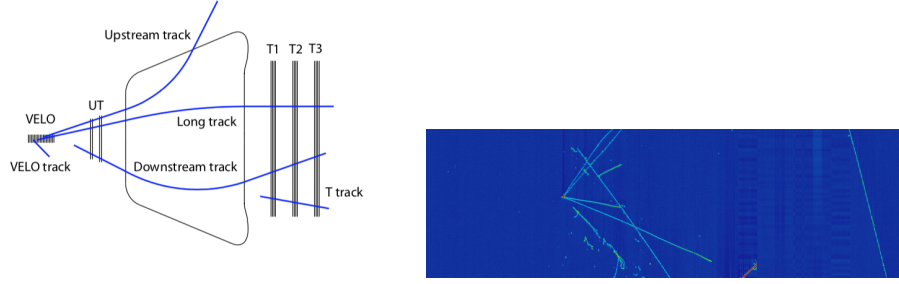 Upstream track
T1 T2 T3
UT
VELO
Long track
VELO track
Downstream track
T track